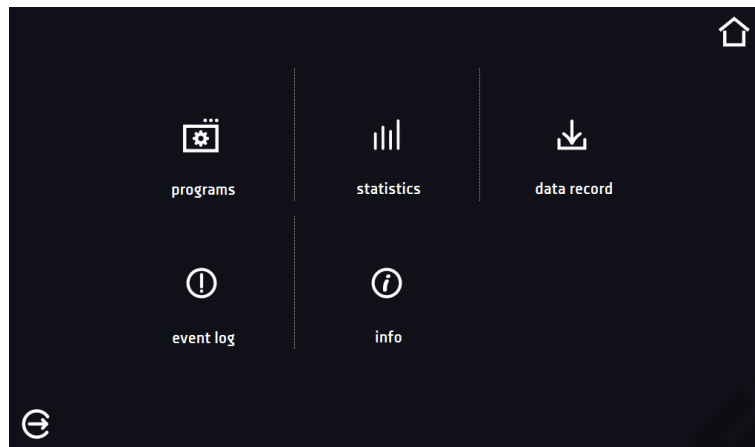 programs
statistics
data record
event log
info